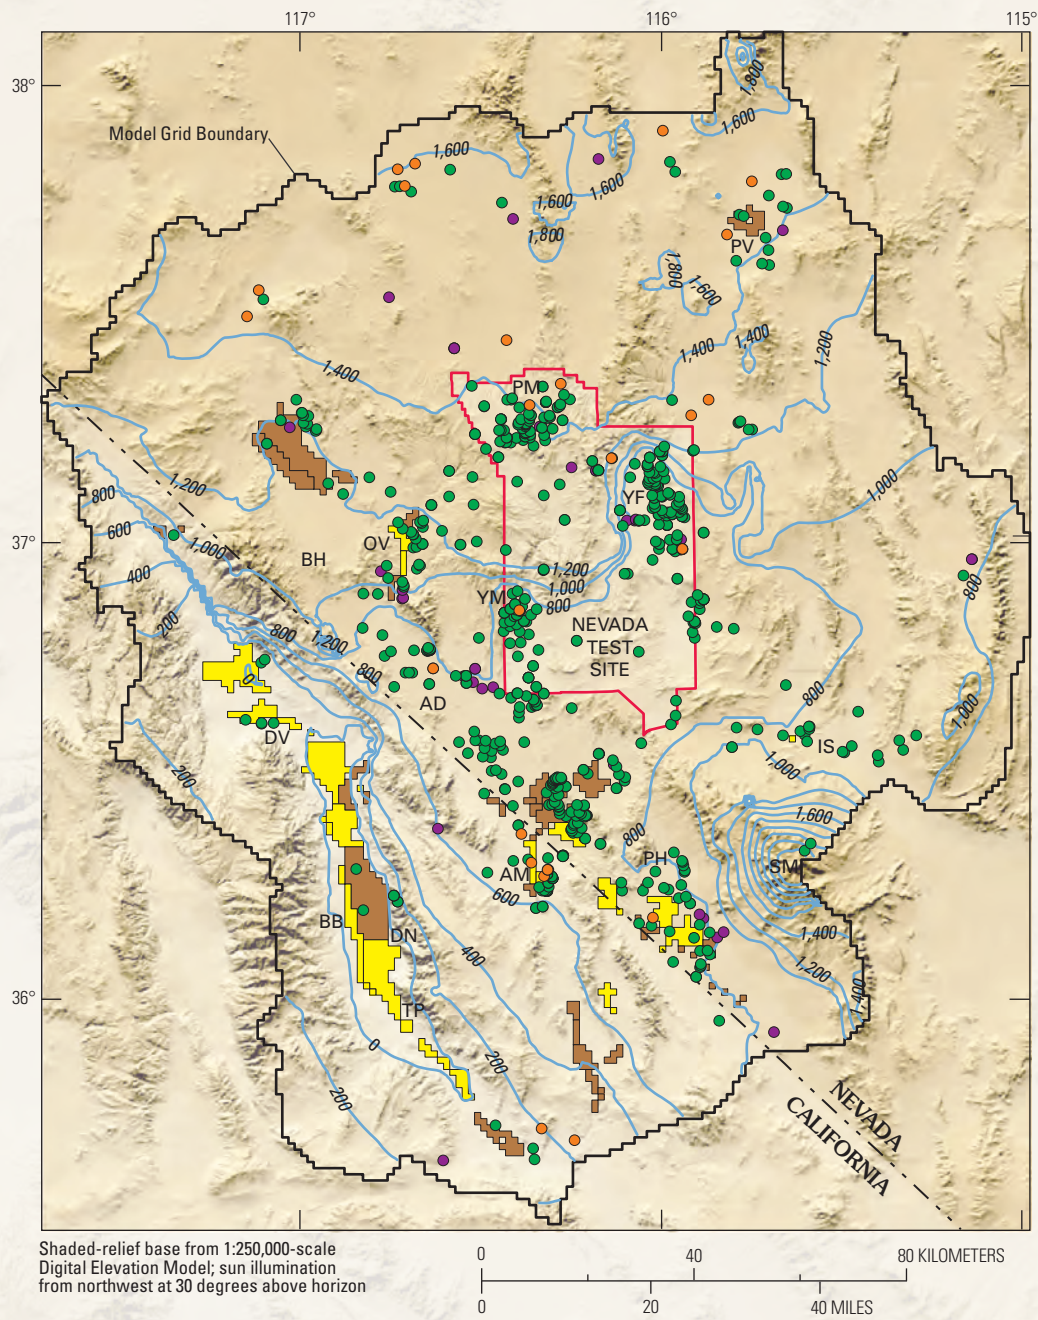 117°
116°
115°
38°
1,800
1,600
Model Grid Boundary
1,600
1,600
1,600
1,800
PV
1,800
1,600
1,400
1,400
1,200
1,400
PM
1,200
1,000
800
YF
600
37°
OV
1,000
BH
1,200
400
1,000
YM
800
800
200
NEVADA
TEST
SITE
800
1,200
800
0
AD
800
1,000
DV
IS
200
1,000
1,600
800
PH
SM
AM
600
BB
DN
1,400
400
1,200
1,400
36°
TP
0
200
200
NEVADA
CALIFORNIA
Shaded-relief base from 1:250,000-scale
Digital Elevation Model; sun illumination
from northwest at 30 degrees above horizon
0 40 80 KILOMETERS
0 20 40 MILES